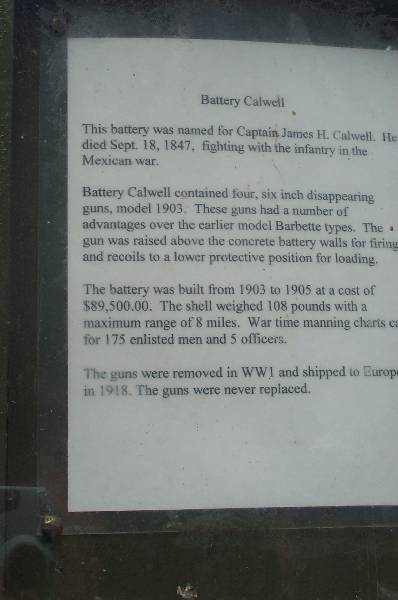 Battery Calwell
This battery was named for Captain James H. Calwell. He
died Sept. 18, 1847, fighting with the infantry in the
Mexican war.
Battery Calwell contained four, six inch disappearing
guns, model 1903. These guns had a number of
advantages over the earlier model Barbette types. The
gun was raised above the concrete battery walls for firing
and recoils to a lower protective position for loading.
The battery was built from 1903 to 1905 at a cost of
$89,500.00. The shell weighed 108 pounds with a
maximum range of 8 miles. War time manning charts ca
for 175 enlisted men and 5 officers.
The guns were removed in WW1 and shipped to Europe
in 1918. The guns were never replaced.